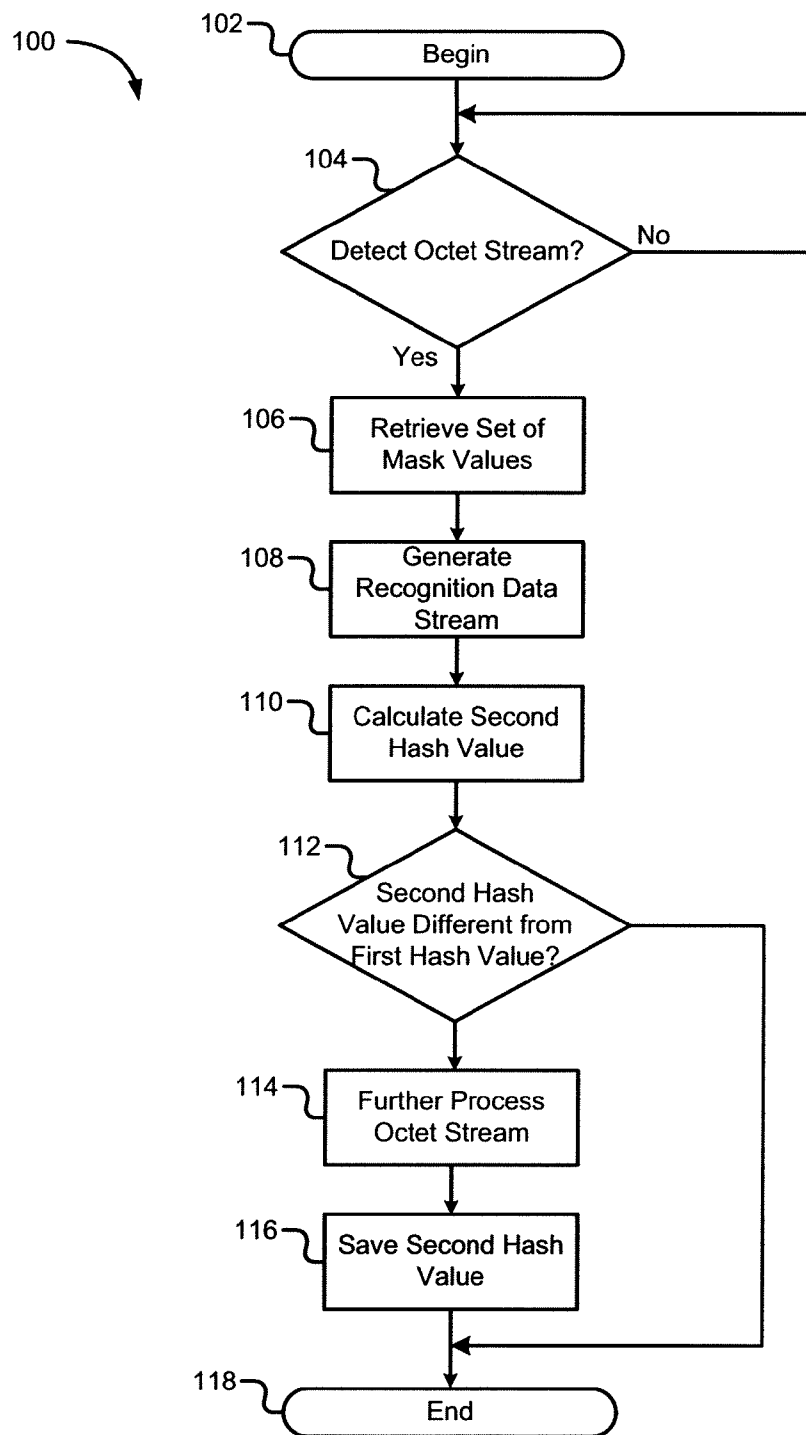 100
102
Begin
104
Detect Octet Stream?
No
Yes
106
Retrieve Set of
Mask Values
108
Generate
Recognition Data
Stream
110
Calculate Second
Hash Value
112
Second Hash
Value Different from
First Hash Value?
114
Further Process
Octet Stream
116
Save Second Hash
Value
118
End